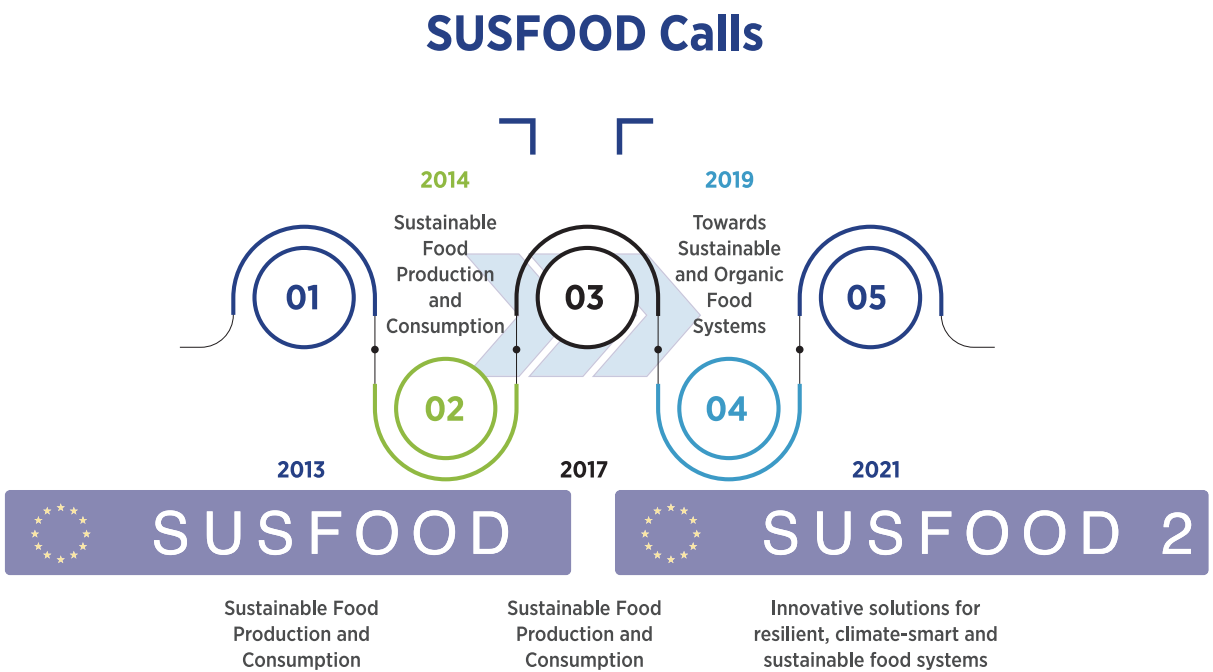 SUSFOOD Calls
2014
Sustainable
Food
Production
and
Consumption
2019
Towards
Sustainable
and Organic
Food
Systems
01
02
03
04
05
2013
2017
2021
SUSFOOD
SUSFOOD 2
Sustainable Food
Production and
Consumption
Sustainable Food
Production and
Consumption
Innovative solutions for
resilient, climate-smart and
sustainable food systems